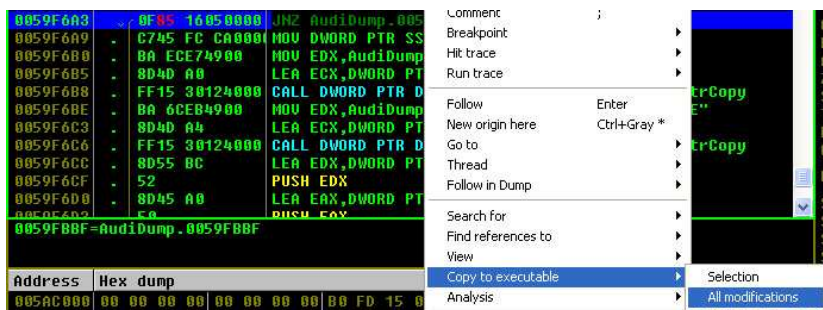 0059F6A3 . 0F85 16050000 JNZ AudiDump.005
0059F6A9 . C745 FC CA000 MOV DWORD PTR SS
0059F6B0 . BA ECE74900 MOV EDX,AudiDump
0059F6B5 . 8D4D A0 LEA ECX,DWORD PT
0059F6B8 . FF15 30124000 CALL DWORD PTR D trCopy
0059F6BE . BA 6CEB4900 MOV EDX,AudiDump E"
0059F6C3 . 8D4D A4 LEA ECX,DWORD PT
0059F6C6 . FF15 30124000 CALL DWORD PTR D trCopy
0059F6CC . 8D55 BC LEA EDX,DWORD PT
0059F6CF . 52 PUSH EDX
0059F6D0 . 8D45 A0 LEA EAX,DWORD PT
0059F6D3 . 50 PUSH EAX
0059FBBF=AudiDump.0059FBBF
Address Hex dump
005AC000 00 00 00 00 00 00 00 00 B0 FD 15 0
Comment ;
Breakpoint
Hit trace
Run trace
Follow Enter
New origin here Ctrl+Gray *
Go to
Thread
Follow in Dump
Search for
Find references to
View
Copy to executable
Analysis
Selection
All modifications